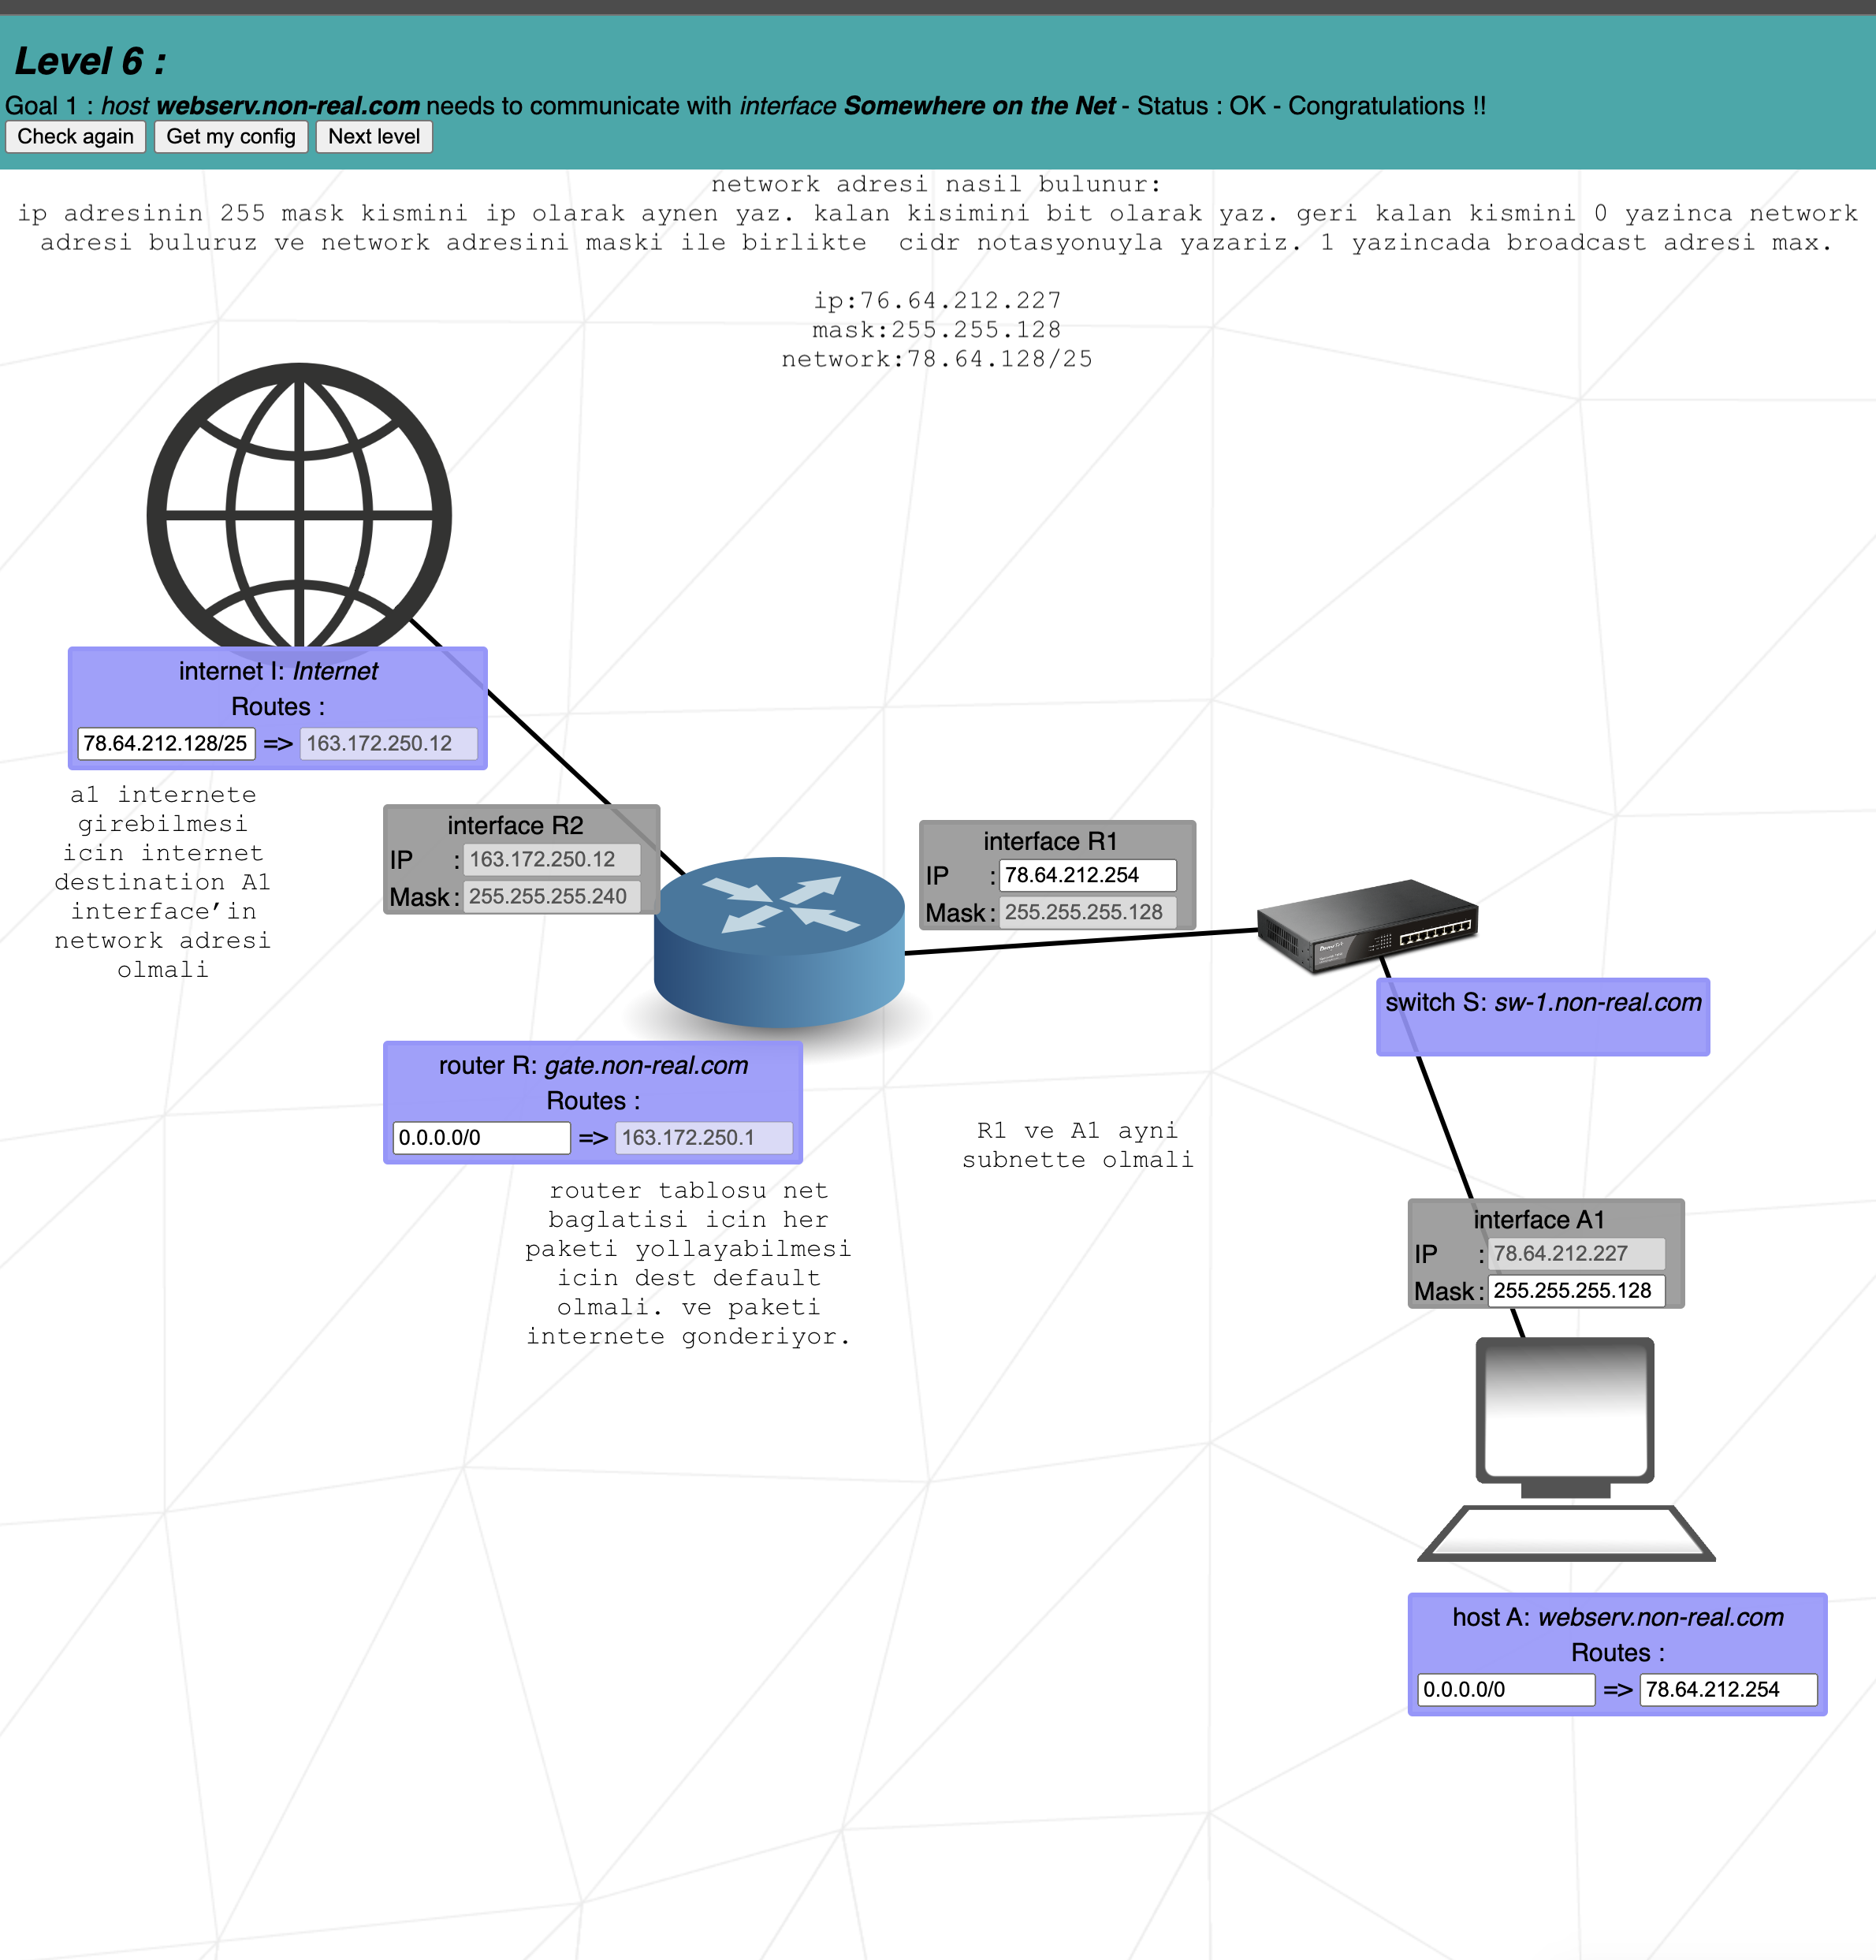 Level 6 :
Goal 1 : host webserv.non-real.com needs to communicate with interface Somewhere on the Net - Status : OK - Congratulations !!
Check again Get my config Next level
network adresi nasil bulunur:
ip adresinin 255 mask kismini ip olarak aynen yaz. kalan kisimini bit olarak yaz. geri kalan kismini 0 yazinca network
adresi buluruz ve network adresini maski ile birlikte cidr notasyonuyla yazariz. 1 yazincada broadcast adresi max.
ip:76.64.212.227
mask:255.255.128
network:78.64.128/25
internet I: Internet
Routes :
78.64.212.128/25 => 163.172.250.12
a1 internete
girebilmesi
icin internet
destination A1
interface’in
network adresi
olmali
interface R2
IP : 163.172.250.12
Mask : 255.255.255.240
interface R1
IP : 78.64.212.254
Mask : 255.255.255.128
switch S: sw-1.non-real.com
router R: gate.non-real.com
Routes :
0.0.0.0/0 => 163.172.250.1
R1 ve A1 ayni
subnette olmali
router tablosu net
baglatisi icin her
paketi yollayabilmesi
icin dest default
olmali. ve paketi
internete gonderiyor.
interface A1
IP : 78.64.212.227
Mask : 255.255.255.128
host A: webserv.non-real.com
Routes :
0.0.0.0/0 => 78.64.212.254